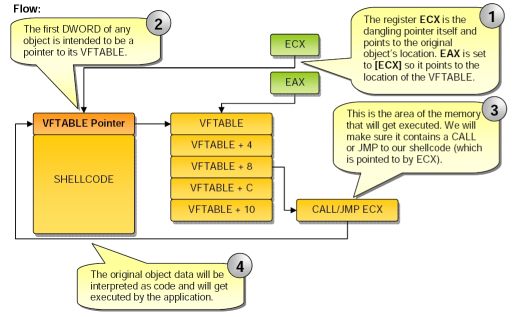 Flow:
2
The first DWORD of any
object is intended to be a
pointer to its VFTABLE.
ECX
EAX
1
The register ECX is the
dangling pointer itself and
points to the original
object's location. EAX is set
to [ECX] so it points to the
location of the VFTABLE.
VFTABLE Pointer
SHELLCODE
VFTABLE
VFTABLE + 4
VFTABLE + 8
VFTABLE + C
VFTABLE + 10
3
This is the area of the memory
that will get executed. We will
make sure it contains a CALL
or JMP to our shellcode (which
is pointed to by ECX).
CALL/JMP ECX
4
The original object data will be
interpreted as code and will get
executed by the application.